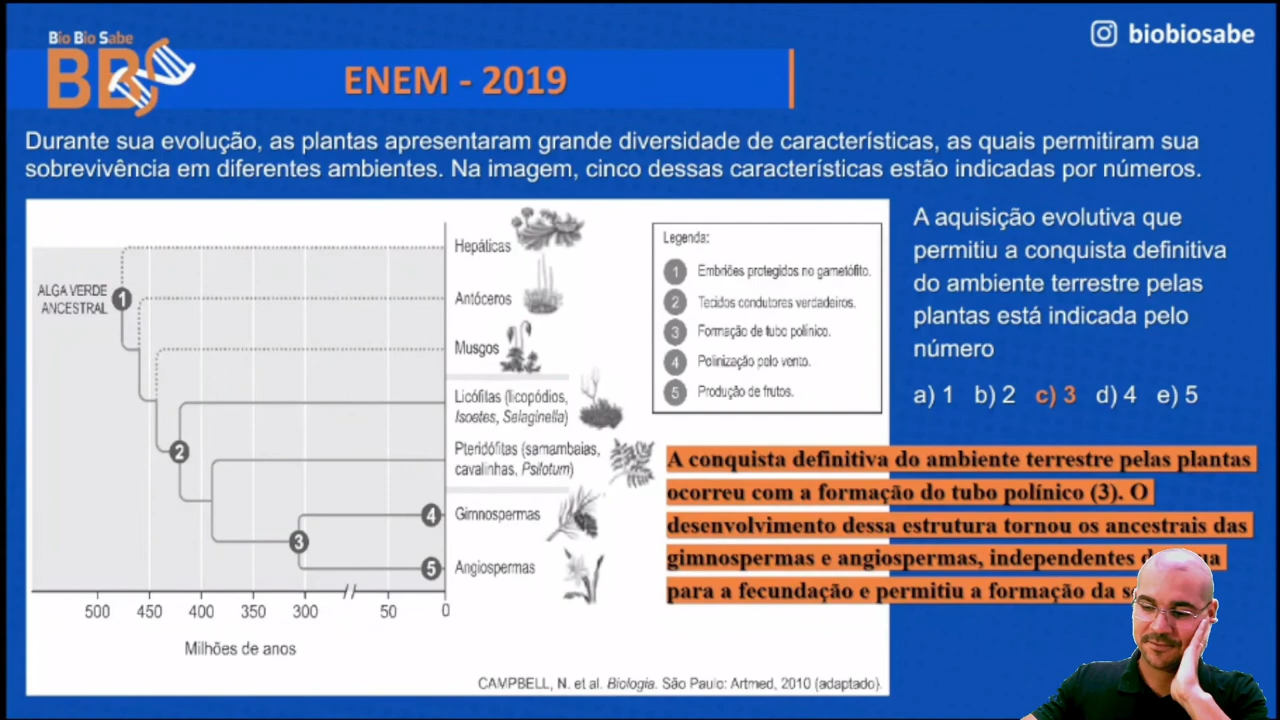 Bio Bio Sabe
BBS
biobiosabe
ENEM - 2019
Durante sua evolução, as plantas apresentaram grande diversidade de características, as quais permitiram sua
sobrevivência em diferentes ambientes. Na imagem, cinco dessas características estão indicadas por números.
ALGA VERDE
ANCESTRAL
1
2
3
4
5
Hepáticas
Antóceros
Musgos
Licófilas (licopódios,
Isoetes, Selaginella)
Pteridófitas (samambaias,
cavalinhas, Psilotum)
Gimnospermas
Angiospermas
500 450 400 350 300 50 0
Milhões de anos
Legenda:
1 Embriões protegidos no gametófito.
2 Tecidos condutores verdadeiros.
3 Formação de tubo polínico.
4 Polinização pelo vento.
5 Produção de frutos.
CAMPBELL, N. et al. Biologia. São Paulo: Artmed, 2010 (adaptado).
A aquisição evolutiva que
permitiu a conquista definitiva
do ambiente terrestre pelas
plantas está indicada pelo
número
a) 1 b) 2 c) 3 d) 4 e) 5
A conquista definitiva do ambiente terrestre pelas plantas
ocorreu com a formação do tubo polínico (3). O
desenvolvimento dessa estrutura tornou os ancestrais das
gimnospermas e angiospermas, independentes
para a fecundação e permitiu a formação da